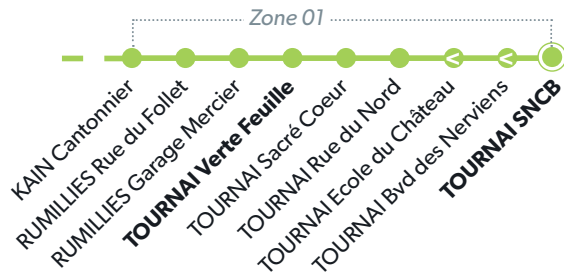 Zone 01
KAIN Cantonnier
RUMILLIES Rue du Follet
RUMILLIES Garage Mercier
TOURNAI Verte Feuille
TOURNAI Sacré Coeur
TOURNAI Rue du Nord
TOURNAI Ecole du Château
TOURNAI Bvd des Nerviens
TOURNAI SNCB